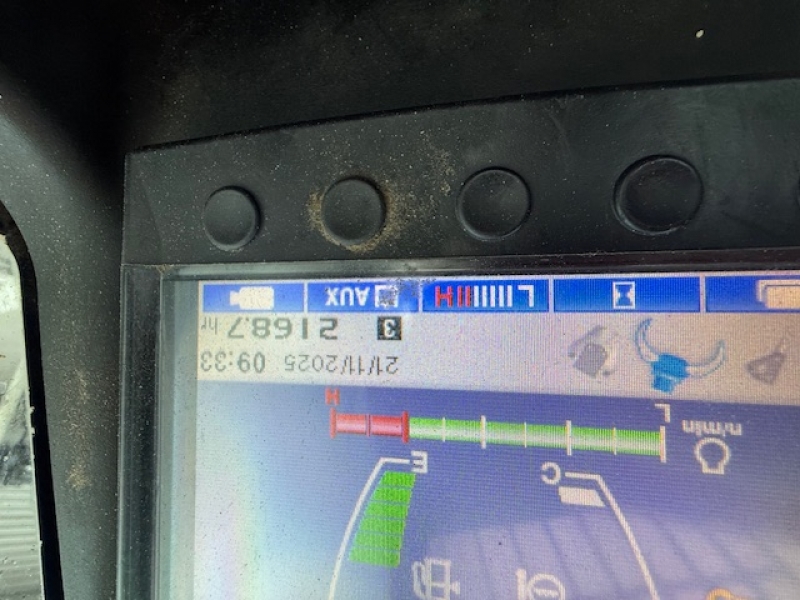 C E
n/min L H
21/11/2025 09:33
3 2168.7 hr
L H AUX